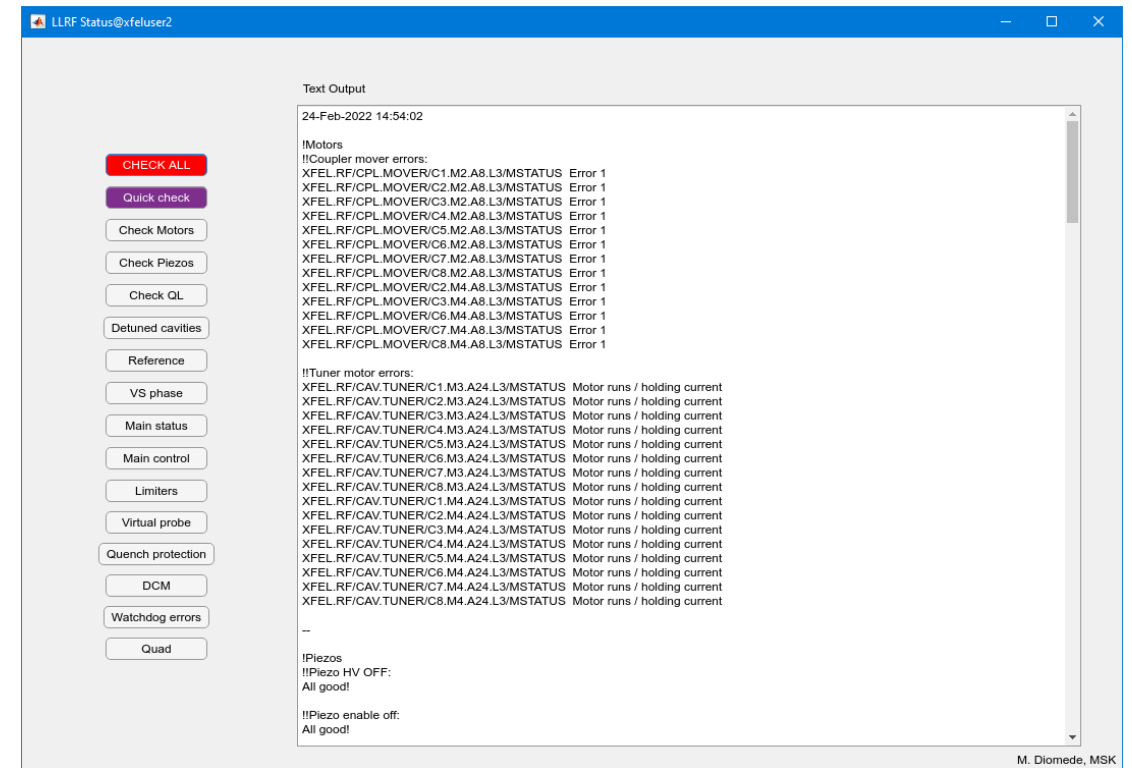 LLRF Status@xfeluser2
Text Output
CHECK ALL
Quick check
Check Motors
Check Piezos
Check QL
Detuned cavities
Reference
VS phase
Main status
Main control
Limiters
Virtual probe
Quench protection
DCM
Watchdog errors
Quad
24-Feb-2022 14:54:02
!Motors
!!Coupler mover errors:
XFEL.RF/CPL.MOVER/C1.M2.A8.L3/MSTATUS  Error 1
XFEL.RF/CPL.MOVER/C2.M2.A8.L3/MSTATUS  Error 1
XFEL.RF/CPL.MOVER/C3.M2.A8.L3/MSTATUS  Error 1
XFEL.RF/CPL.MOVER/C4.M2.A8.L3/MSTATUS  Error 1
XFEL.RF/CPL.MOVER/C5.M2.A8.L3/MSTATUS  Error 1
XFEL.RF/CPL.MOVER/C6.M2.A8.L3/MSTATUS  Error 1
XFEL.RF/CPL.MOVER/C7.M2.A8.L3/MSTATUS  Error 1
XFEL.RF/CPL.MOVER/C8.M2.A8.L3/MSTATUS  Error 1
XFEL.RF/CPL.MOVER/C2.M4.A8.L3/MSTATUS  Error 1
XFEL.RF/CPL.MOVER/C3.M4.A8.L3/MSTATUS  Error 1
XFEL.RF/CPL.MOVER/C6.M4.A8.L3/MSTATUS  Error 1
XFEL.RF/CPL.MOVER/C7.M4.A8.L3/MSTATUS  Error 1
XFEL.RF/CPL.MOVER/C8.M4.A8.L3/MSTATUS  Error 1
!!Tuner motor errors:
XFEL.RF/CAV.TUNER/C1.M3.A24.L3/MSTATUS  Motor runs / holding current
XFEL.RF/CAV.TUNER/C2.M3.A24.L3/MSTATUS  Motor runs / holding current
XFEL.RF/CAV.TUNER/C3.M3.A24.L3/MSTATUS  Motor runs / holding current
XFEL.RF/CAV.TUNER/C4.M3.A24.L3/MSTATUS  Motor runs / holding current
XFEL.RF/CAV.TUNER/C5.M3.A24.L3/MSTATUS  Motor runs / holding current
XFEL.RF/CAV.TUNER/C6.M3.A24.L3/MSTATUS  Motor runs / holding current
XFEL.RF/CAV.TUNER/C7.M3.A24.L3/MSTATUS  Motor runs / holding current
XFEL.RF/CAV.TUNER/C8.M3.A24.L3/MSTATUS  Motor runs / holding current
XFEL.RF/CAV.TUNER/C1.M4.A24.L3/MSTATUS  Motor runs / holding current
XFEL.RF/CAV.TUNER/C2.M4.A24.L3/MSTATUS  Motor runs / holding current
XFEL.RF/CAV.TUNER/C3.M4.A24.L3/MSTATUS  Motor runs / holding current
XFEL.RF/CAV.TUNER/C4.M4.A24.L3/MSTATUS  Motor runs / holding current
XFEL.RF/CAV.TUNER/C5.M4.A24.L3/MSTATUS  Motor runs / holding current
XFEL.RF/CAV.TUNER/C6.M4.A24.L3/MSTATUS  Motor runs / holding current
XFEL.RF/CAV.TUNER/C7.M4.A24.L3/MSTATUS  Motor runs / holding current
XFEL.RF/CAV.TUNER/C8.M4.A24.L3/MSTATUS  Motor runs / holding current
--
!Piezos
!!Piezo HV OFF:
All good!
!!Piezo enable off:
All good!
M. Diomede, MSK